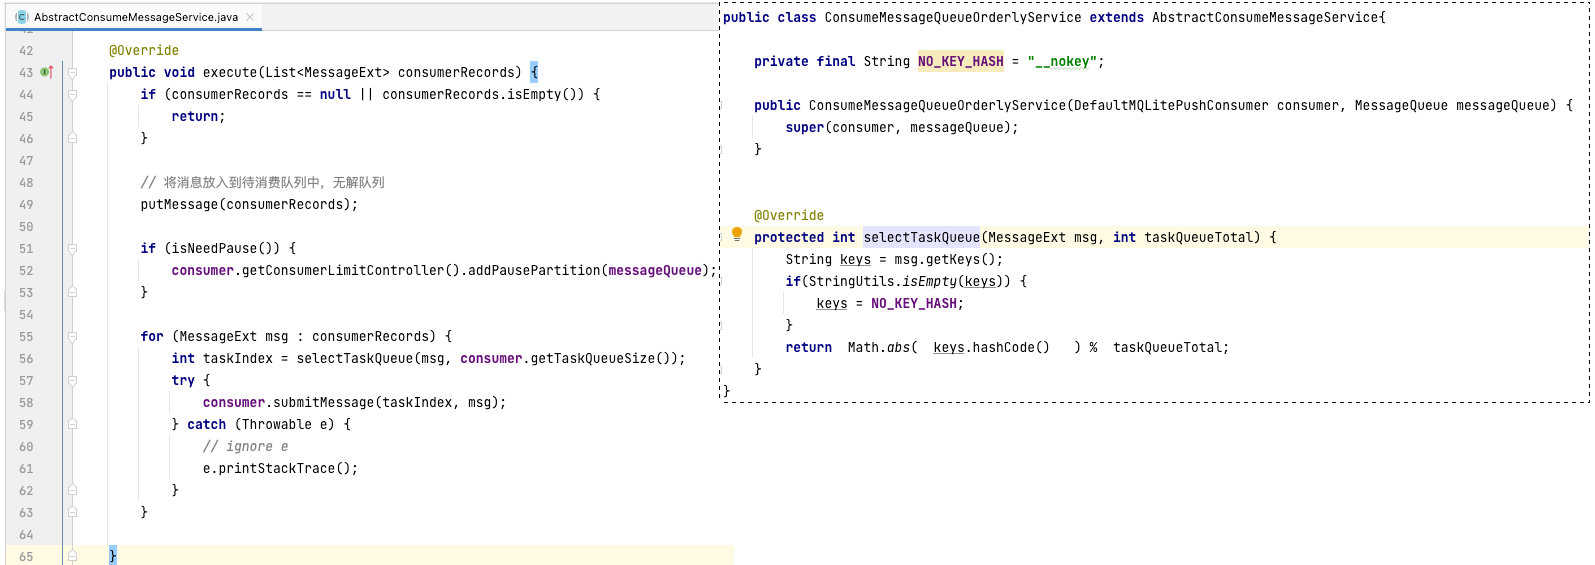 AbstractConsumeMessageService.java
42 @Override
43 public void execute(List<MessageExt> consumerRecords) {
44 if (consumerRecords == null || consumerRecords.isEmpty()) {
45 return;
46 }
47
48 // 将消息放入到待消费队列中，无解队列
49 putMessage(consumerRecords);
50
51 if (isNeedPause()) {
52 consumer.getConsumerLimitController().addPausePartition(messageQueue);
53 }
54
55 for (MessageExt msg : consumerRecords) {
56 int taskIndex = selectTaskQueue(msg, consumer.getTaskQueueSize());
57 try {
58 consumer.submitMessage(taskIndex, msg);
59 } catch (Throwable e) {
60 // ignore e
61 e.printStackTrace();
62 }
63 }
64
65 }
public class ConsumeMessageQueueOrderlyService extends AbstractConsumeMessageService{
private final String NO_KEY_HASH = "__nokey";
public ConsumeMessageQueueOrderlyService(DefaultMQLitePushConsumer consumer, MessageQueue messageQueue) {
super(consumer, messageQueue);
}
@Override
protected int selectTaskQueue(MessageExt msg, int taskQueueTotal) {
String keys = msg.getKeys();
if(StringUtils.isEmpty(keys)) {
keys = NO_KEY_HASH;
}
return Math.abs( keys.hashCode() ) % taskQueueTotal;
}
}